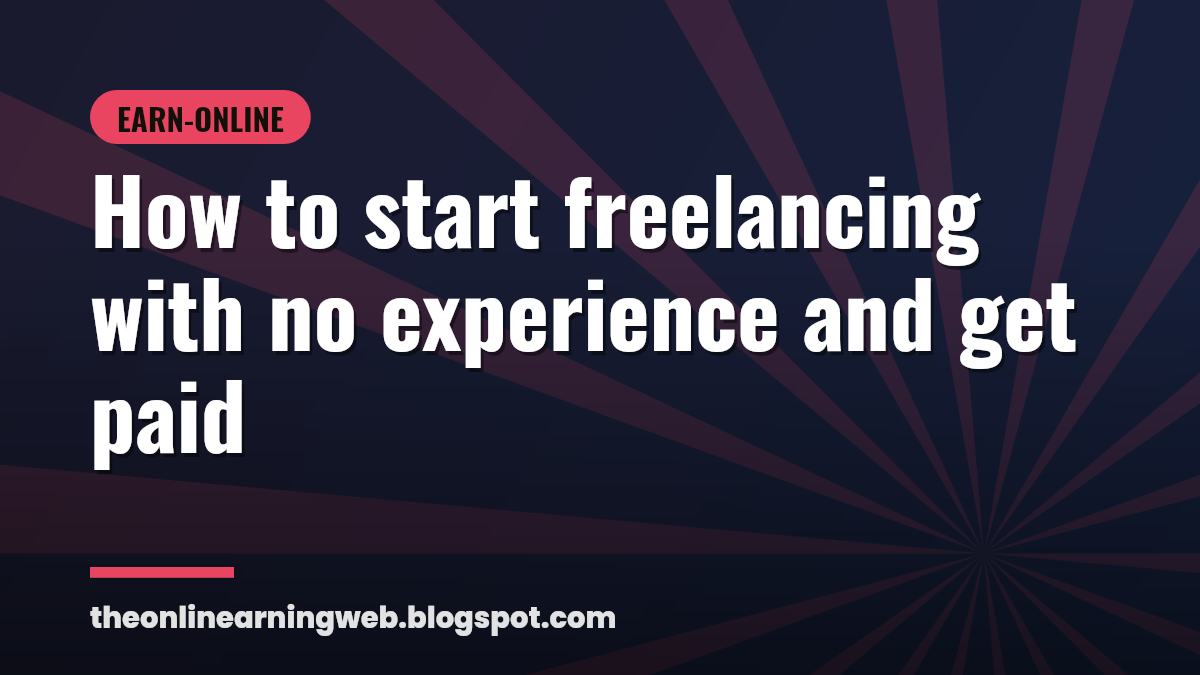 EARN-ONLINE
How to start freelancing
with no experience and get
paid
theonlinearningweb.blogspot.com